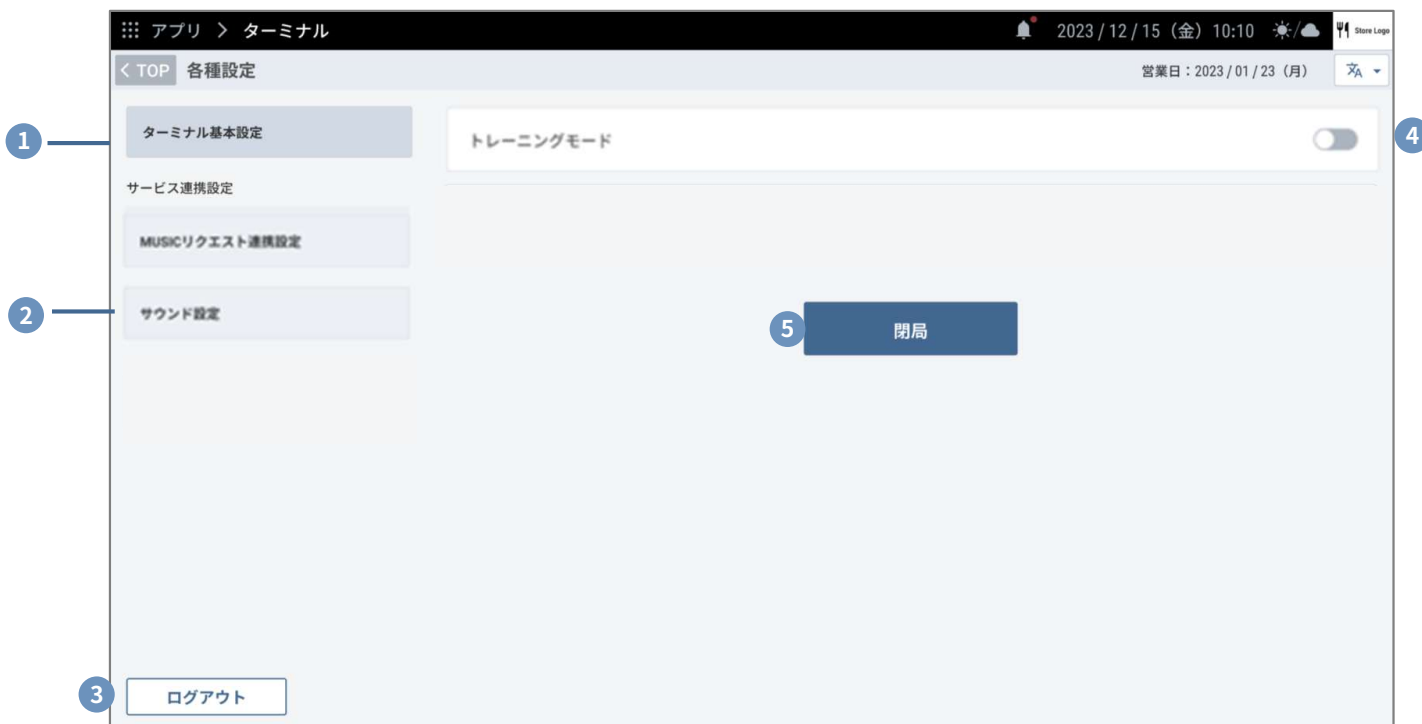 アプリ > ターミナル 2023 / 12 / 15（金）10:10 Store Logo
< TOP 各種設定 営業日：2023 / 01 / 23（月）
1 ターミナル基本設定 トレーニングモード 4
サービス連携設定
MUSICリクエスト連携設定
2 サウンド設定
5 閉局
3 ログアウト